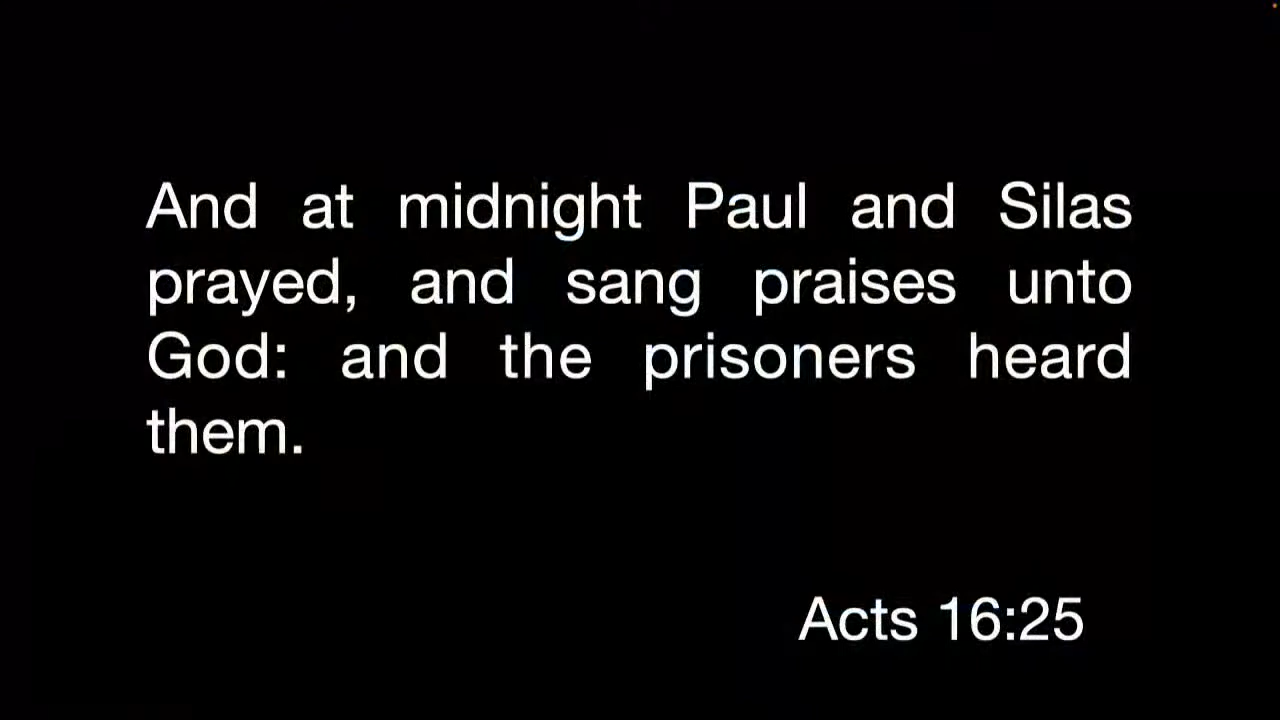 And at midnight Paul and Silas
prayed, and sang praises unto
God: and the prisoners heard
them.
Acts 16:25